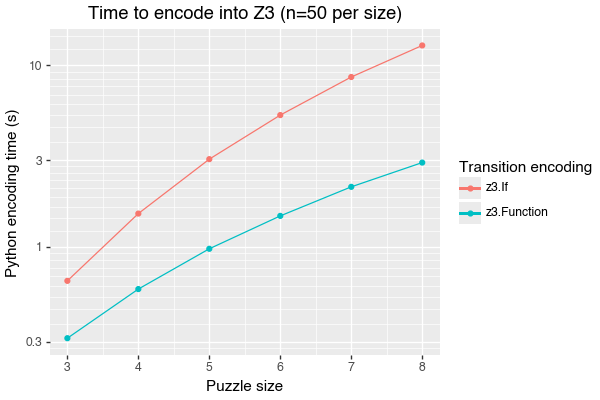 Time to encode into Z3 (n=50 per size)
Python encoding time (s)
10
3
1
0.3
3 4 5 6 7 8
Puzzle size
Transition encoding
z3.If
z3.Function